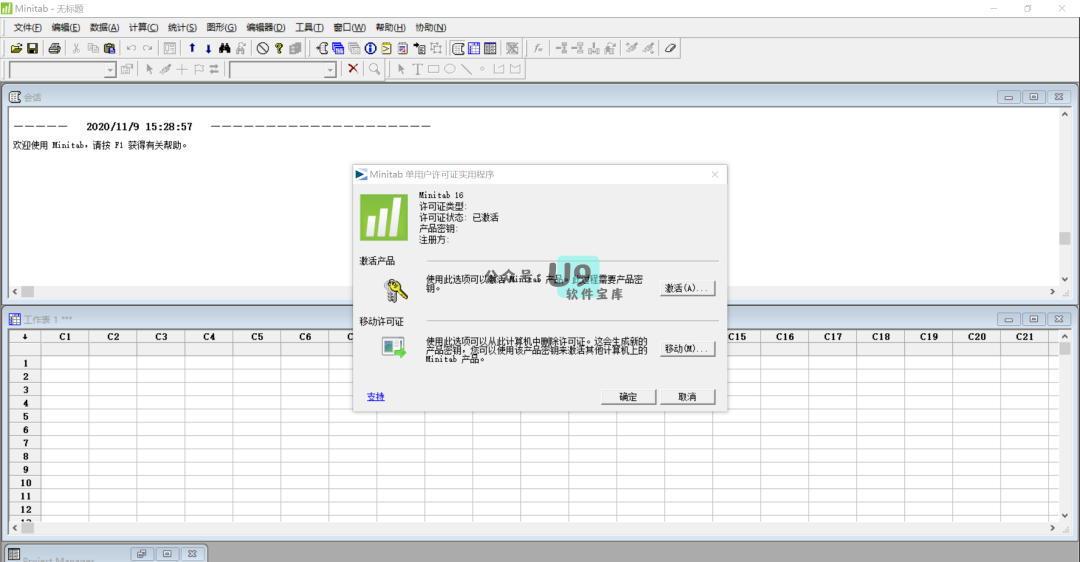 Minitab - 无标题
文件(F) 编辑(E) 数据(A) 计算(C) 统计(S) 图形(G) 编辑器(D) 工具(T) 窗口(W) 帮助(H) 协助(N)
会话
————— 2020/11/9 15:28:57 ————————————————————
欢迎使用 Minitab，请按 F1 获得有关帮助。
Minitab 单用户许可证实用程序
Minitab 16
许可证类型:
许可证状态: 已激活
产品密钥:
注册方:
激活产品
使用此选项可以激活 Minitab 产品。此过程需要产品密
钥。
激活(A)...
公众号:U9
软件宝库
移动许可证
使用此选项可以从此计算机中删除许可证。这会生成新的
产品密钥，您可以使用该产品密钥来激活其他计算机上的
Minitab 产品。
移动(M)...
支持
确定 取消
工作表 1 ***
C1 C2 C3 C4 C5 C6 C15 C16 C17 C18 C19 C20 C21
1
2
3
4
5
6
7
8
9
10
11
12
13
Project Manager